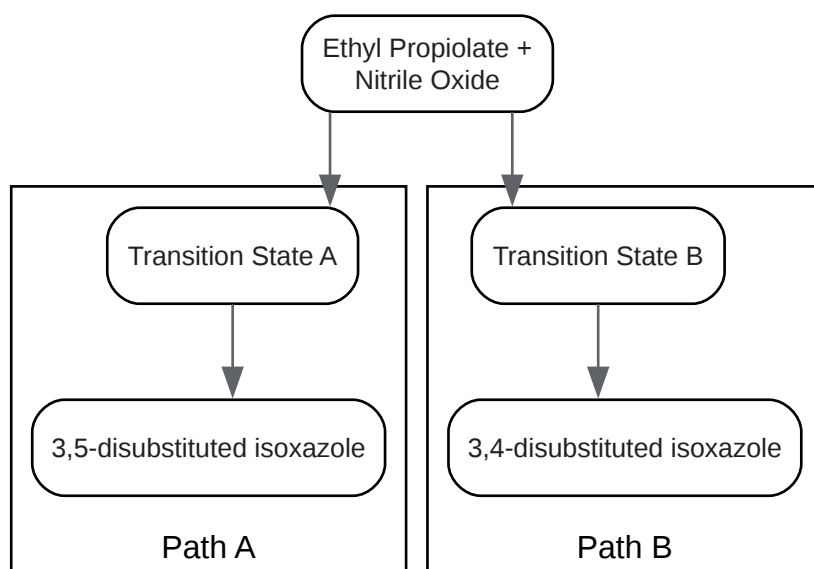 Ethyl Propiolate +
Nitrile Oxide
Transition State A
Transition State B
3,5-disubstituted isoxazole
3,4-disubstituted isoxazole
Path A
Path B